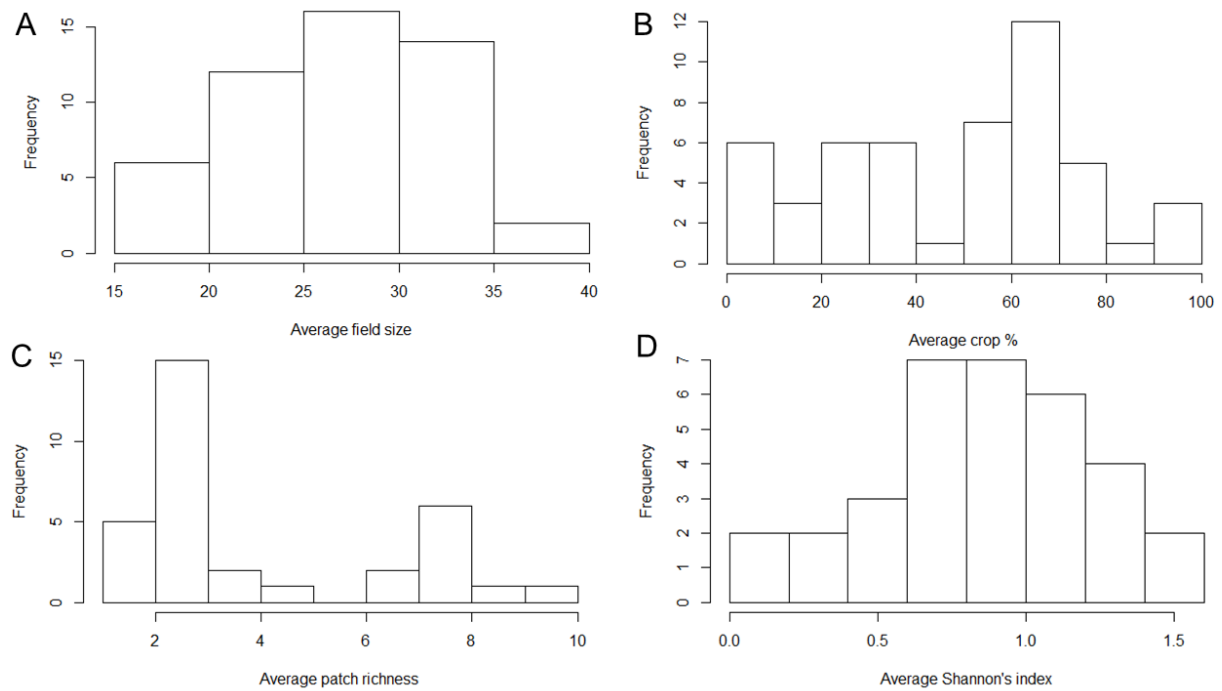 A
Frequency
15
10
5
0
15 20 25 30 35 40
Average field size
B
Frequency
12
10
8
6
4
2
0
0 20 40 60 80 100
Average crop %
C
Frequency
15
10
5
0
2 4 6 8 10
Average patch richness
D
Frequency
7
6
5
4
3
2
1
0
0.0 0.5 1.0 1.5
Average Shannon's index